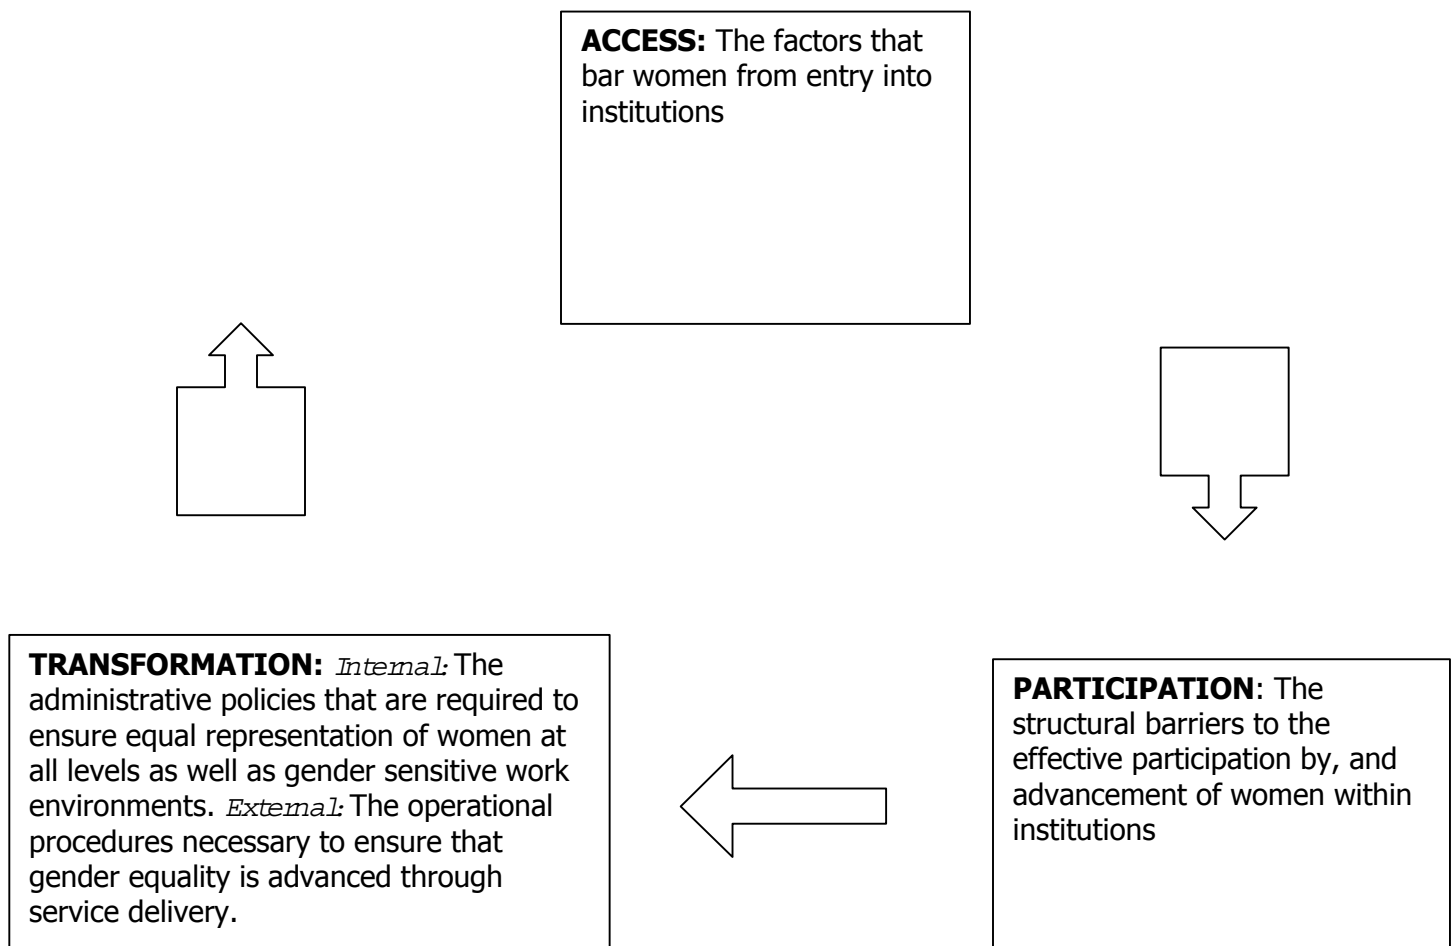 ACCESS: The factors that
bar women from entry into
institutions
TRANSFORMATION: Internal: The
administrative policies that are required to
ensure equal representation of women at
all levels as well as gender sensitive work
environments. External: The operational
procedures necessary to ensure that
gender equality is advanced through
service delivery.
PARTICIPATION: The
structural barriers to the
effective participation by, and
advancement of women within
institutions